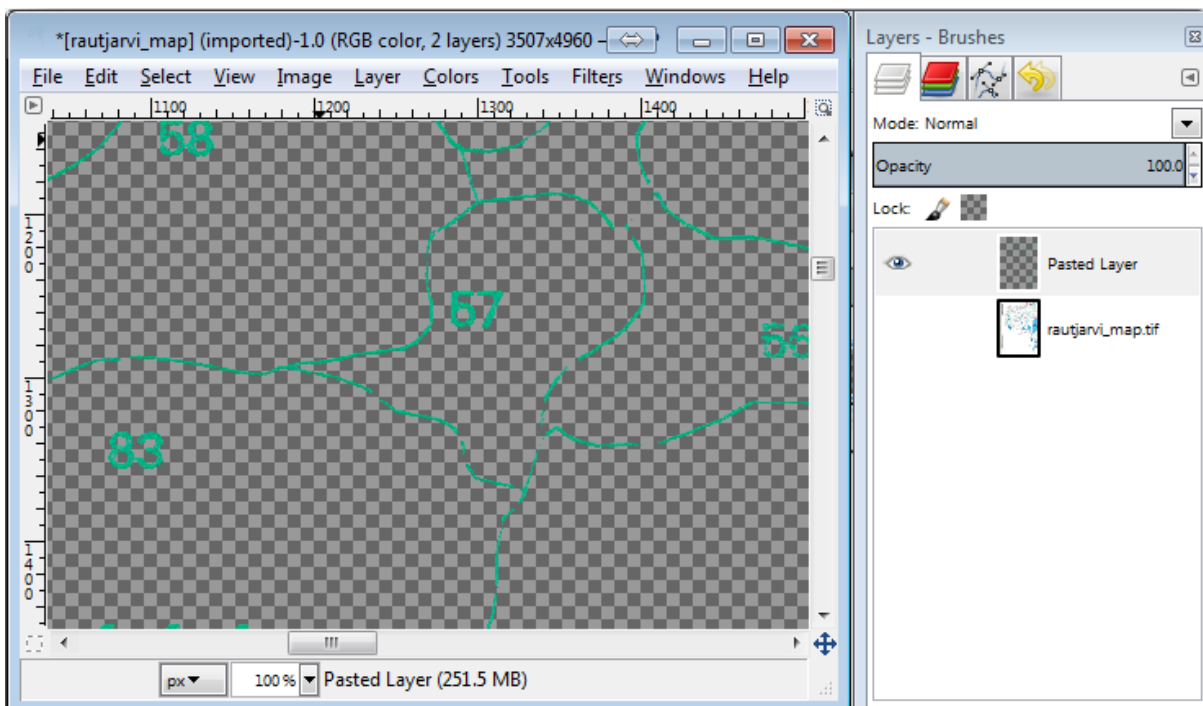 *[rautjarvi_map] (imported)-1.0 (RGB color, 2 layers) 3507x4960 –
File Edit Select View Image Layer Colors Tools Filters Windows Help
1100 1200 1300 1400
58
1200
67
56
1300
83
1400
px 100 % Pasted Layer (251.5 MB)
Layers - Brushes
Mode: Normal
Opacity 100.0
Lock:
Pasted Layer
rautjarvi_map.tif